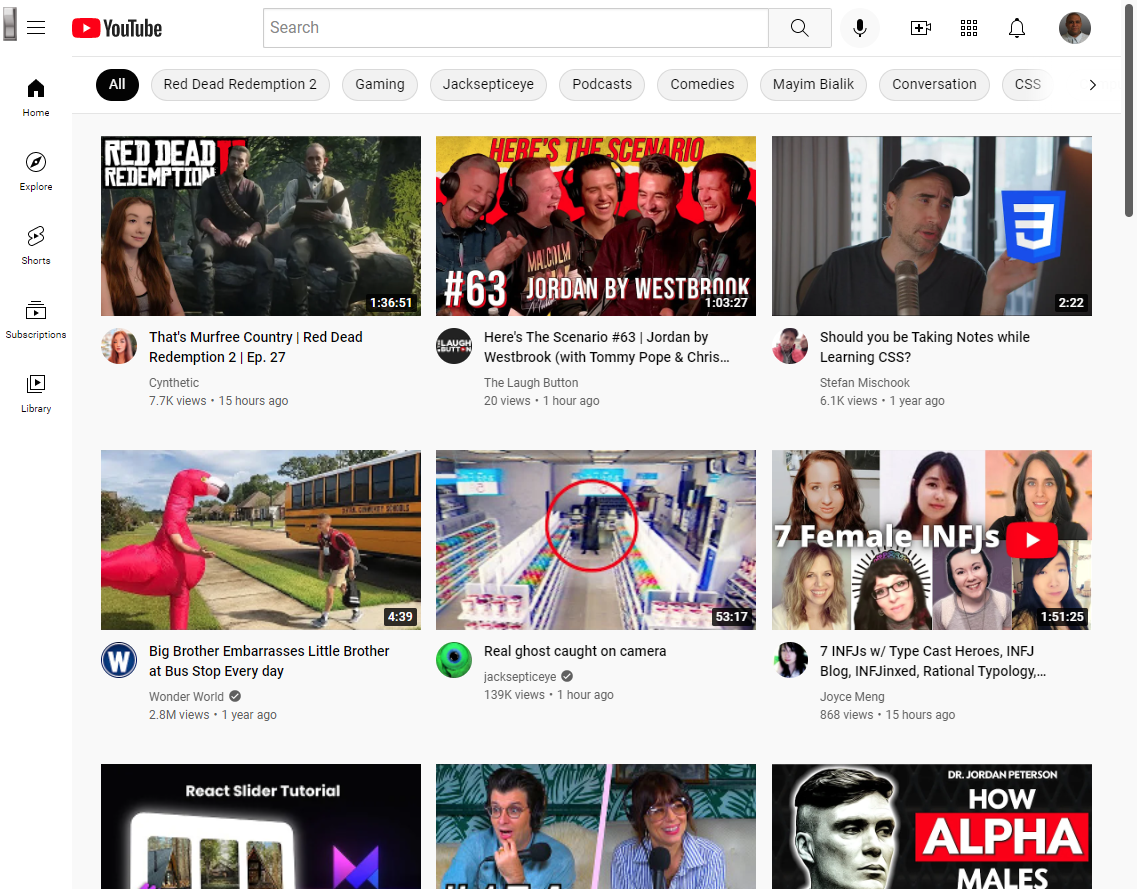 YouTube
Search
All
Red Dead Redemption 2
Gaming
Jacksepticeye
Podcasts
Comedies
Mayim Bialik
Conversation
CSS
Home
Explore
Shorts
Subscriptions
Library
RED DEAD
REDEMPTION II
1:36:51
That's Murfree Country | Red Dead
Redemption 2 | Ep. 27
Cynthetic
7.7K views • 15 hours ago
HERE'S THE SCENARIO
MALCOLM
#63 JORDAN BY WESTBROOK
1:03:27
LAUGH
BUTTON
Here's The Scenario #63 | Jordan by
Westbrook (with Tommy Pope & Chris...
The Laugh Button
20 views • 1 hour ago
3
2:22
Should you be Taking Notes while
Learning CSS?
Stefan Mischook
6.1K views • 1 year ago
4:39
W
Big Brother Embarrasses Little Brother
at Bus Stop Every day
Wonder World
2.8M views • 1 year ago
53:17
Real ghost caught on camera
jacksepticeye
139K views • 1 hour ago
7 Female INFJs
1:51:25
7 INFJs w/ Type Cast Heroes, INFJ
Blog, INFJinxed, Rational Typology,...
Joyce Meng
868 views • 15 hours ago
React Slider Tutorial
DR. JORDAN PETERSON
HOW
ALPHA
MALES